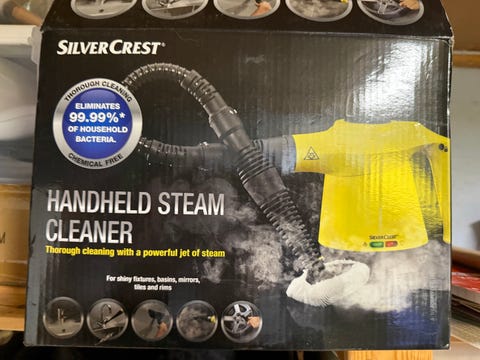 SILVERCREST®
THOROUGH CLEANING
ELIMINATES
99.99%*
OF HOUSEHOLD
BACTERIA.
CHEMICAL FREE
HANDHELD STEAM
CLEANER
Thorough cleaning with a powerful jet of steam
For shiny fixtures, basins, mirrors,
tiles and rims
SILVERCREST